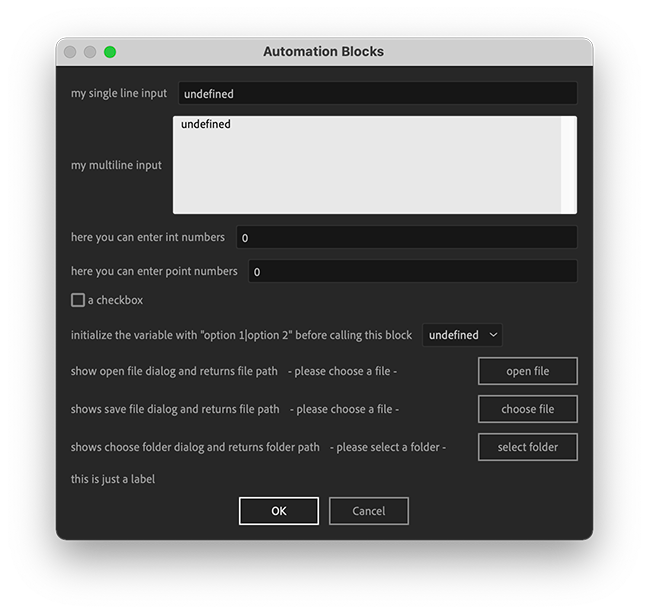 Automation Blocks
my single line input undefined
undefined
my multiline input
here you can enter int numbers 0
here you can enter point numbers 0
a checkbox
initialize the variable with "option 1|option 2" before calling this block undefined
show open file dialog and returns file path - please choose a file - open file
shows save file dialog and returns file path - please choose a file - choose file
shows choose folder dialog and returns folder path - please select a folder - select folder
this is just a label
OK Cancel